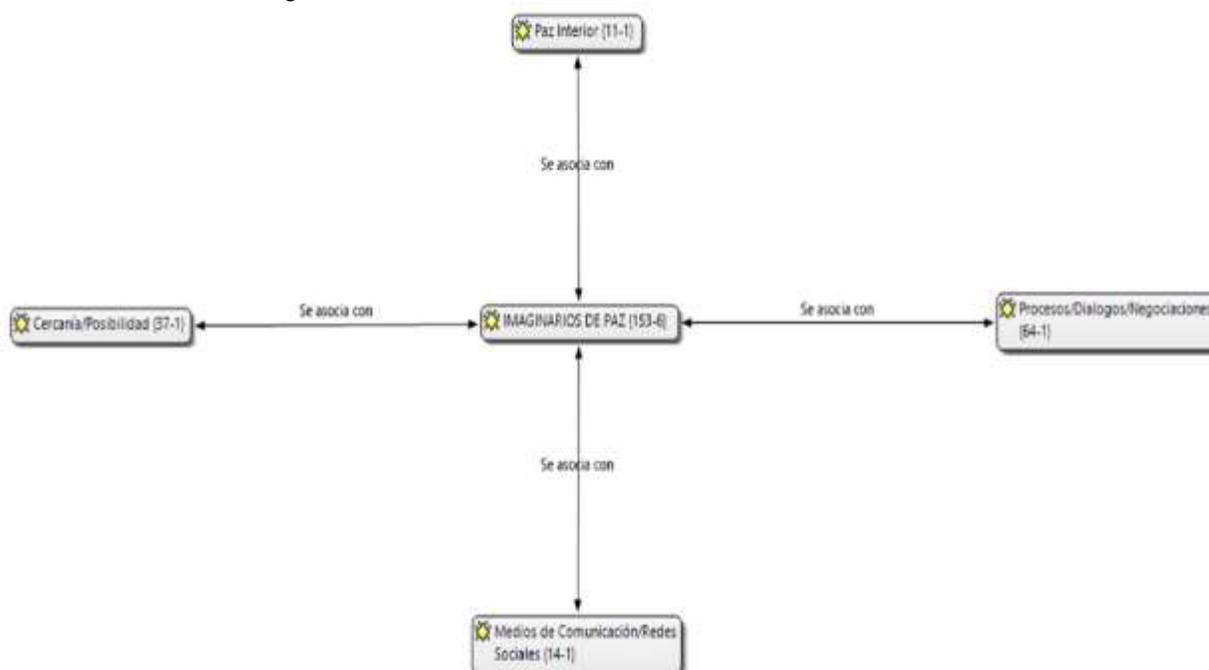 Paz Interior (11-1)
Se asocia con
Cercanía/Posibilidad (37-1)
Se asocia con
IMAGINARIOS DE PAZ (153-6)
Se asocia con
Procesos/Dialogos/Negociaciones
(64-1)
Se asocia con
Medios de Comunicación/Redes
Sociales (14-1)